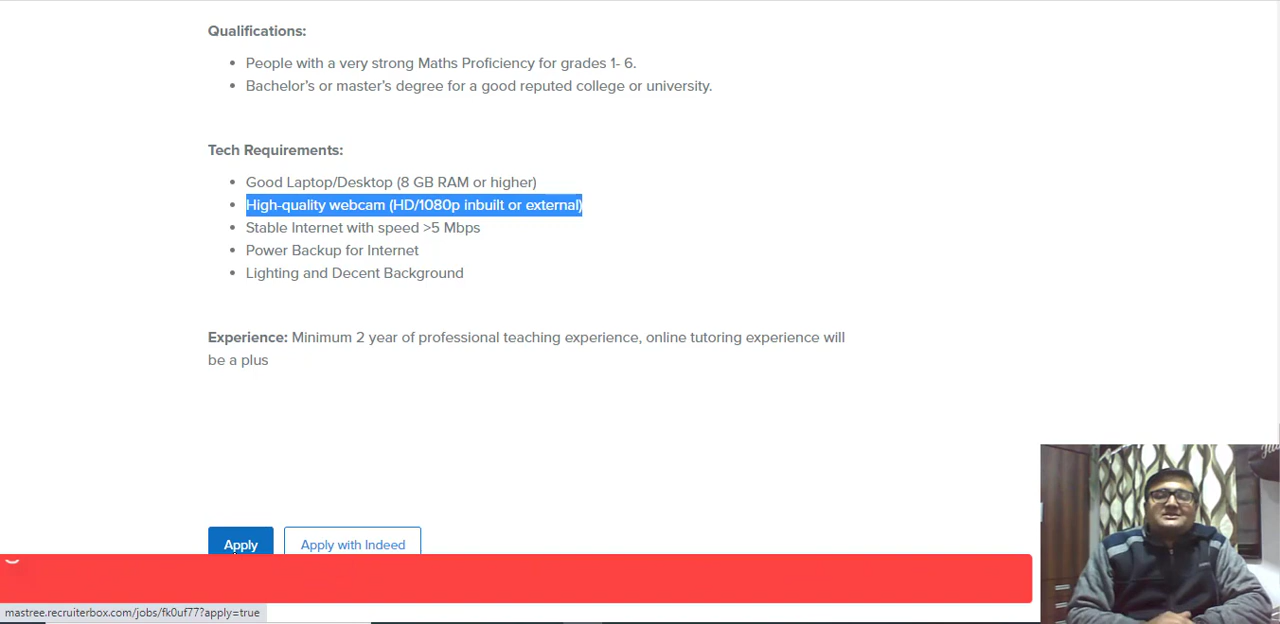 Qualifications:
People with a very strong Maths Proficiency for grades 1- 6.
Bachelor’s or master’s degree for a good reputed college or university.
Tech Requirements:
Good Laptop/Desktop (8 GB RAM or higher)
High-quality webcam (HD/1080p inbuilt or external)
Stable Internet with speed >5 Mbps
Power Backup for Internet
Lighting and Decent Background
Experience: Minimum 2 year of professional teaching experience, online tutoring experience will
be a plus
Apply
Apply with Indeed
mastree.recruiterbox.com/jobs/fk0uf77?apply=true